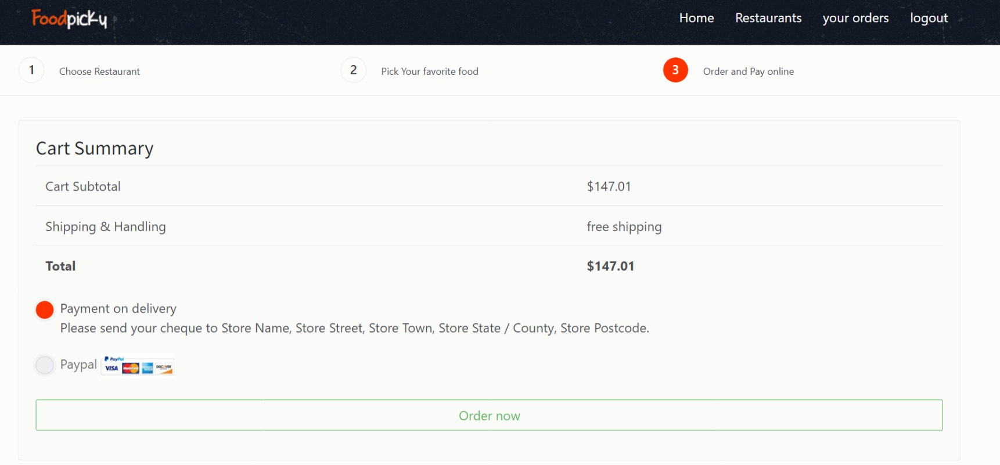 Foodpicky
Home Restaurants your orders logout
1 Choose Restaurant 2 Pick Your favorite food 3 Order and Pay online
Cart Summary
Cart Subtotal $147.01
Shipping & Handling free shipping
Total $147.01
Payment on delivery
Please send your cheque to Store Name, Store Street, Store Town, Store State / County, Store Postcode.
Paypal PayPal
VISA MasterCard DISCOVER
Order now